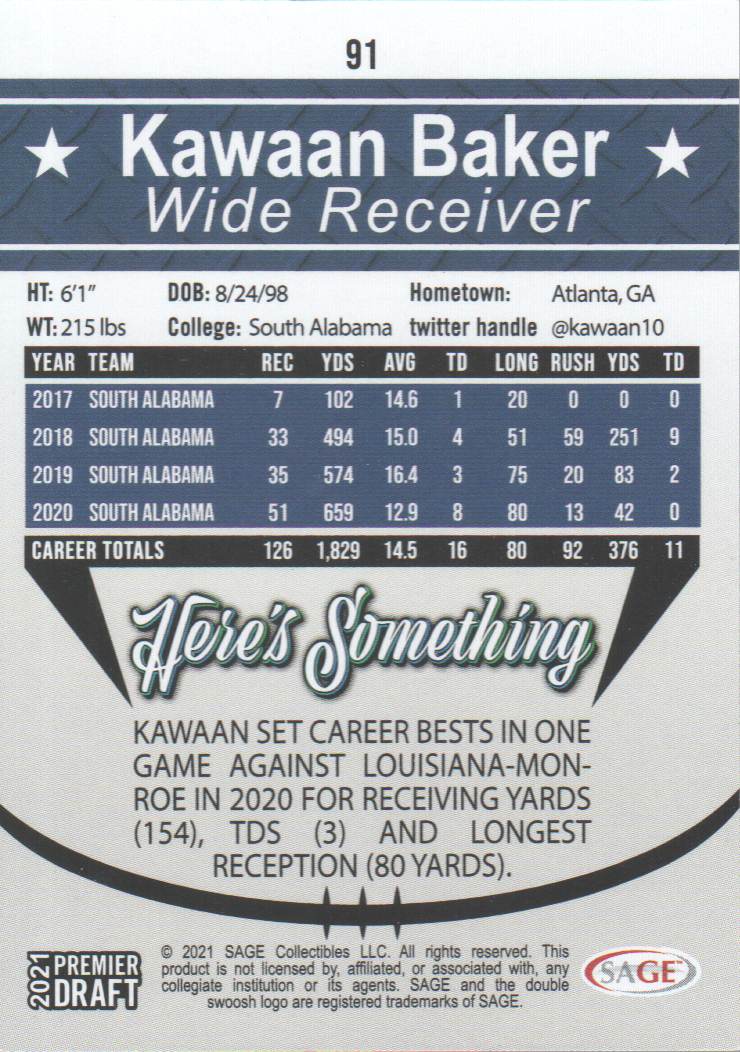 91
Kawaan Baker
Wide Receiver
HT: 6'1" DOB: 8/24/98 Hometown: Atlanta, GA
WT: 215 lbs College: South Alabama twitter handle @kawaan10
YEAR TEAM REC YDS AVG TD LONG RUSH YDS TD
2017 SOUTH ALABAMA 7 102 14.6 1 20 0 0 0
2018 SOUTH ALABAMA 33 494 15.0 4 51 59 251 9
2019 SOUTH ALABAMA 35 574 16.4 3 75 20 83 2
2020 SOUTH ALABAMA 51 659 12.9 8 80 13 42 0
CAREER TOTALS 126 1,829 14.5 16 80 92 376 11
Here's Something
KAWAAN SET CAREER BESTS IN ONE
GAME AGAINST LOUISIANA-MON-
ROE IN 2020 FOR RECEIVING YARDS
(154), TDS (3) AND LONGEST
RECEPTION (80 YARDS).
2021 PREMIER DRAFT
© 2021 SAGE Collectibles LLC. All rights reserved. This
product is not licensed by, affiliated, or associated with, any
collegiate institution or its agents. SAGE and the double
swoosh logo are registered trademarks of SAGE.
SAGE™